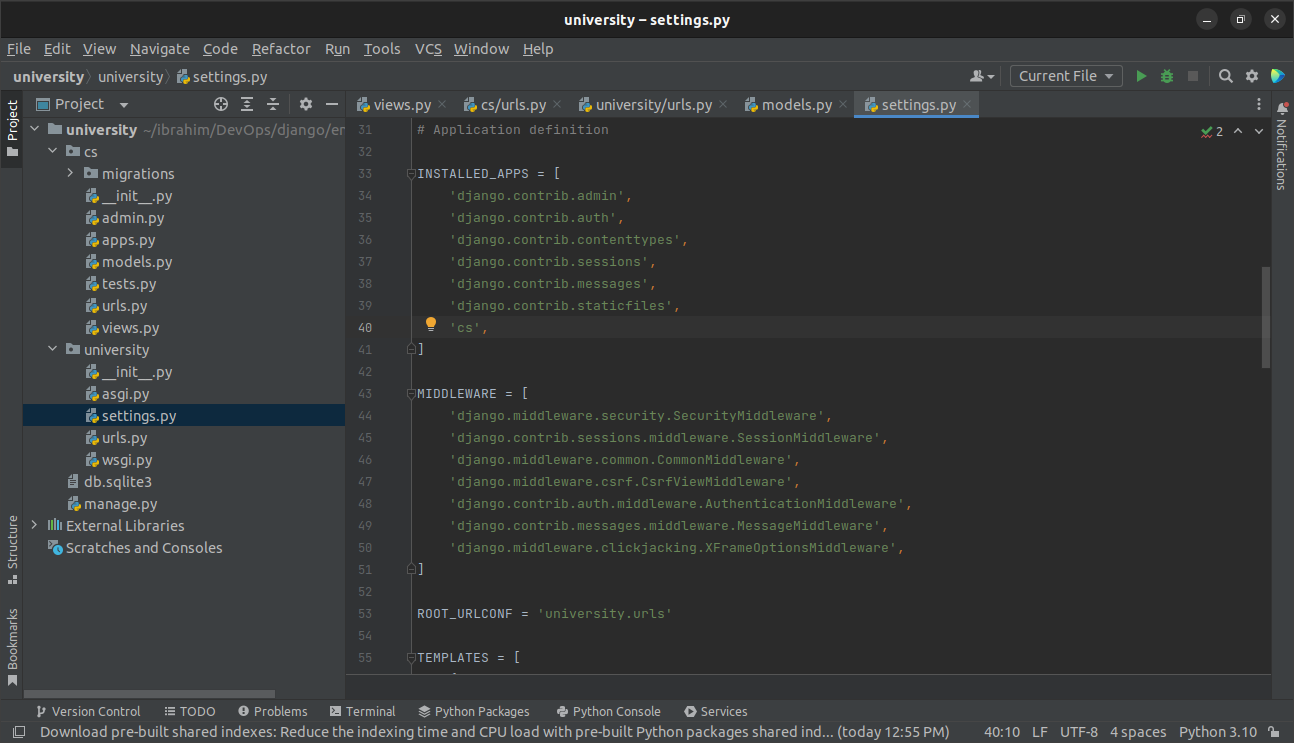 university – settings.py
File Edit View Navigate Code Refactor Run Tools VCS Window Help
university university settings.py Current File
Project
views.py cs/urls.py university/urls.py models.py settings.py
Project
Structure
Bookmarks
university ~/ibrahim/DevOps/django/en
cs
migrations
__init__.py
admin.py
apps.py
models.py
tests.py
urls.py
views.py
university
__init__.py
asgi.py
settings.py
urls.py
wsgi.py
db.sqlite3
manage.py
External Libraries
Scratches and Consoles
31 # Application definition
32
33 INSTALLED_APPS = [
34 'django.contrib.admin',
35 'django.contrib.auth',
36 'django.contrib.contenttypes',
37 'django.contrib.sessions',
38 'django.contrib.messages',
39 'django.contrib.staticfiles',
40 'cs',
41 ]
42
43 MIDDLEWARE = [
44 'django.middleware.security.SecurityMiddleware',
45 'django.contrib.sessions.middleware.SessionMiddleware',
46 'django.middleware.common.CommonMiddleware',
47 'django.middleware.csrf.CsrfViewMiddleware',
48 'django.contrib.auth.middleware.AuthenticationMiddleware',
49 'django.contrib.messages.middleware.MessageMiddleware',
50 'django.middleware.clickjacking.XFrameOptionsMiddleware',
51 ]
52
53 ROOT_URLCONF = 'university.urls'
54
55 TEMPLATES = [
2
Notifications
Version Control TODO Problems Terminal Python Packages Python Console Services
Download pre-built shared indexes: Reduce the indexing time and CPU load with pre-built Python packages shared ind... (today 12:55 PM) 40:10 LF UTF-8 4 spaces Python 3.10